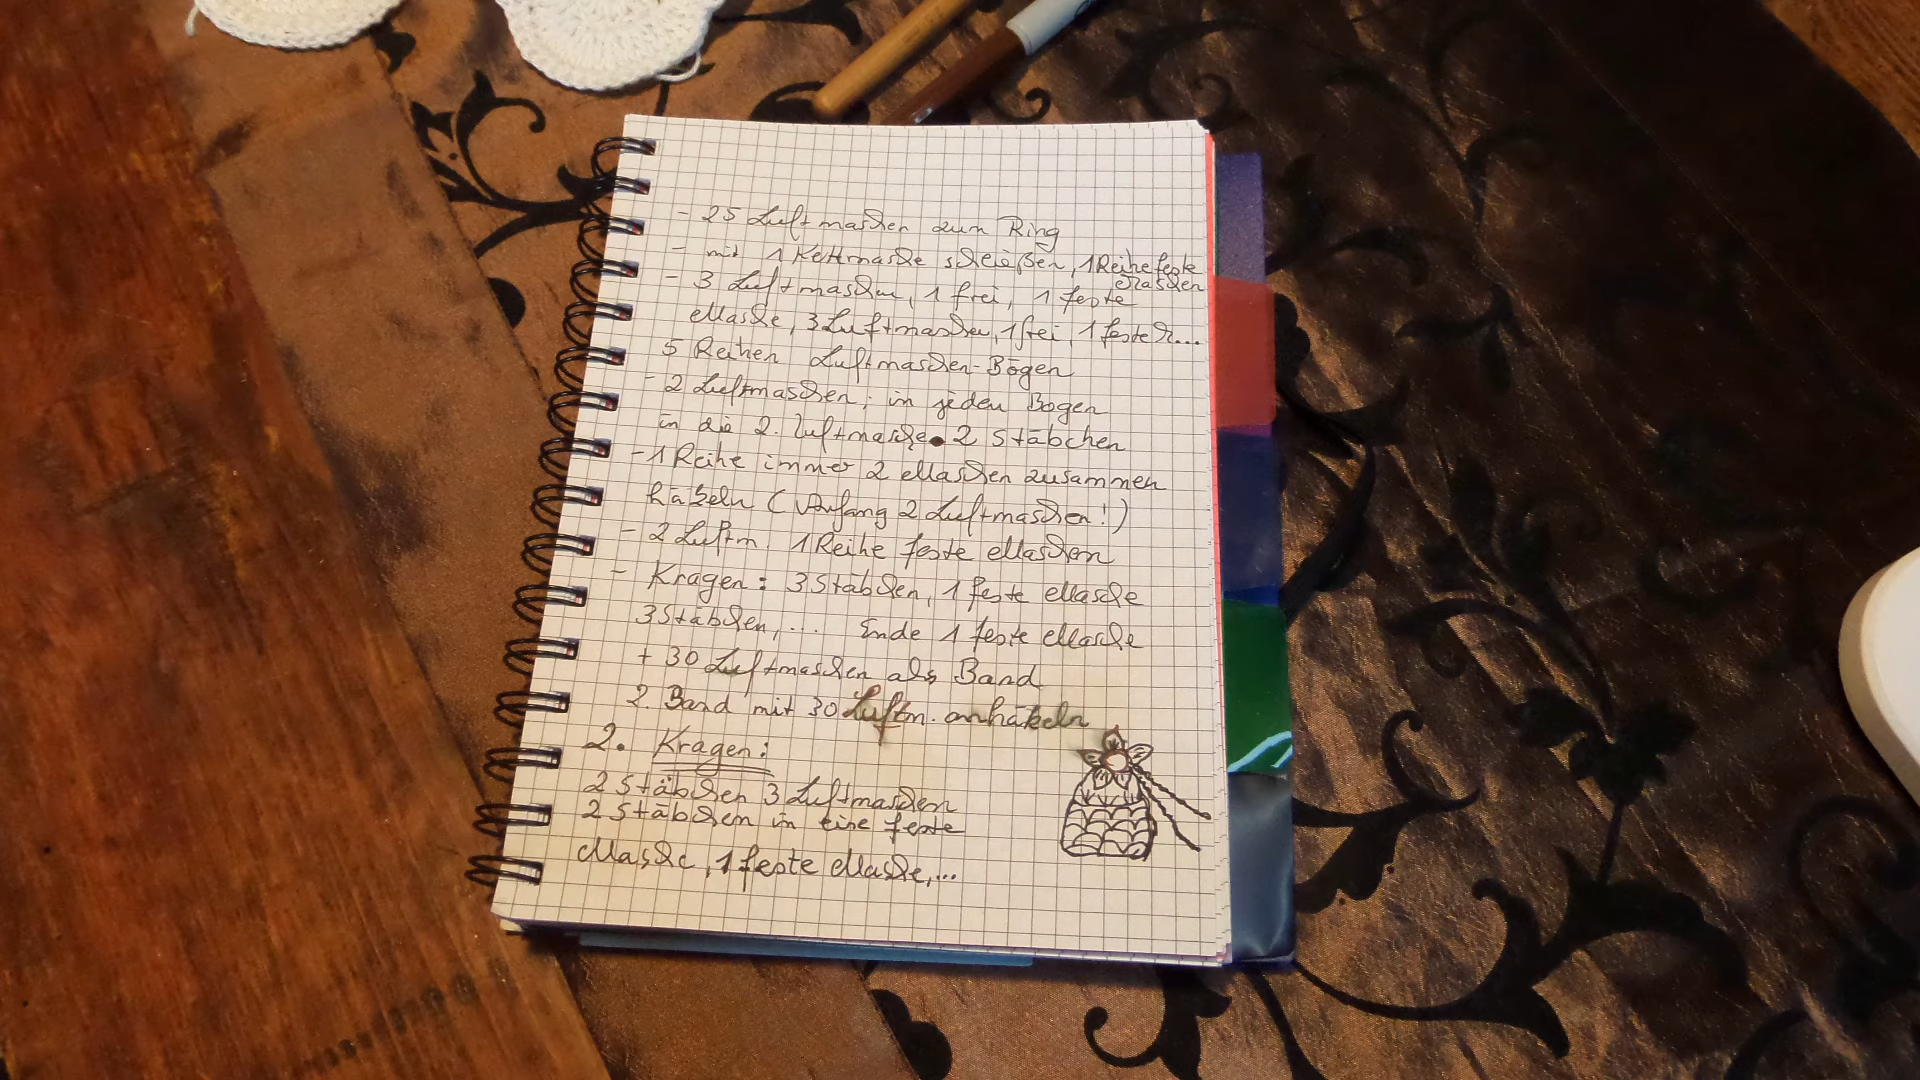 - 25 Luftmaschen zum Ring
- mit 1 Kettmasche schließen, 1 Reihe feste
Maschen
- 3 Luftmaschen, 1 frei, 1 feste
Masche, 3 Luftmaschen, 1 frei, 1 feste M...
5 Reihen Luftmaschen-Bögen
- 2 Luftmaschen; in jeden Bogen
in die 2. Luftmasche 2 Stäbchen
- 1 Reihe immer 2 Maschen zusammen
häkeln (Anfang 2 Luftmaschen!)
- 2 Luftm. 1 Reihe feste Maschen
- Kragen: 3 Stäbchen, 1 feste Masche
3 Stäbchen, ... Ende 1 feste Masche
+ 30 Luftmaschen als Band
2. Band mit 30 Luftm. anhäkeln
2. Kragen:
2 Stäbchen 3 Luftmaschen
2 Stäbchen in eine feste
Masche, 1 feste Masche,...